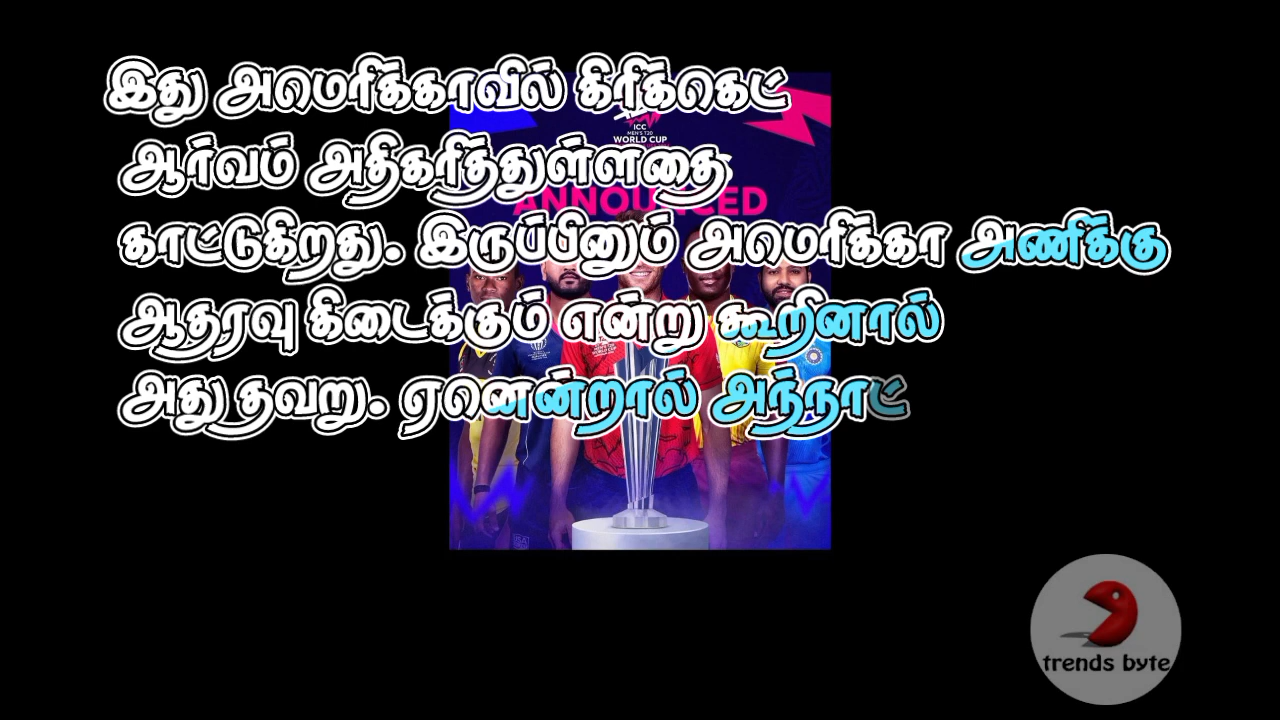 இது அமெரிக்காவில் கிரிக்கெட்
ஆர்வம் அதிகரித்துள்ளதை
காட்டுகிறது. இருப்பினும் அமெரிக்கா அணிக்கு
ஆதரவு கிடைக்கும் என்று கூறினால்
அது தவறு. ஏனென்றால் அந்நாட்
ICC
MEN'S T20
WORLD CUP
ANNOUNCED
trends byte